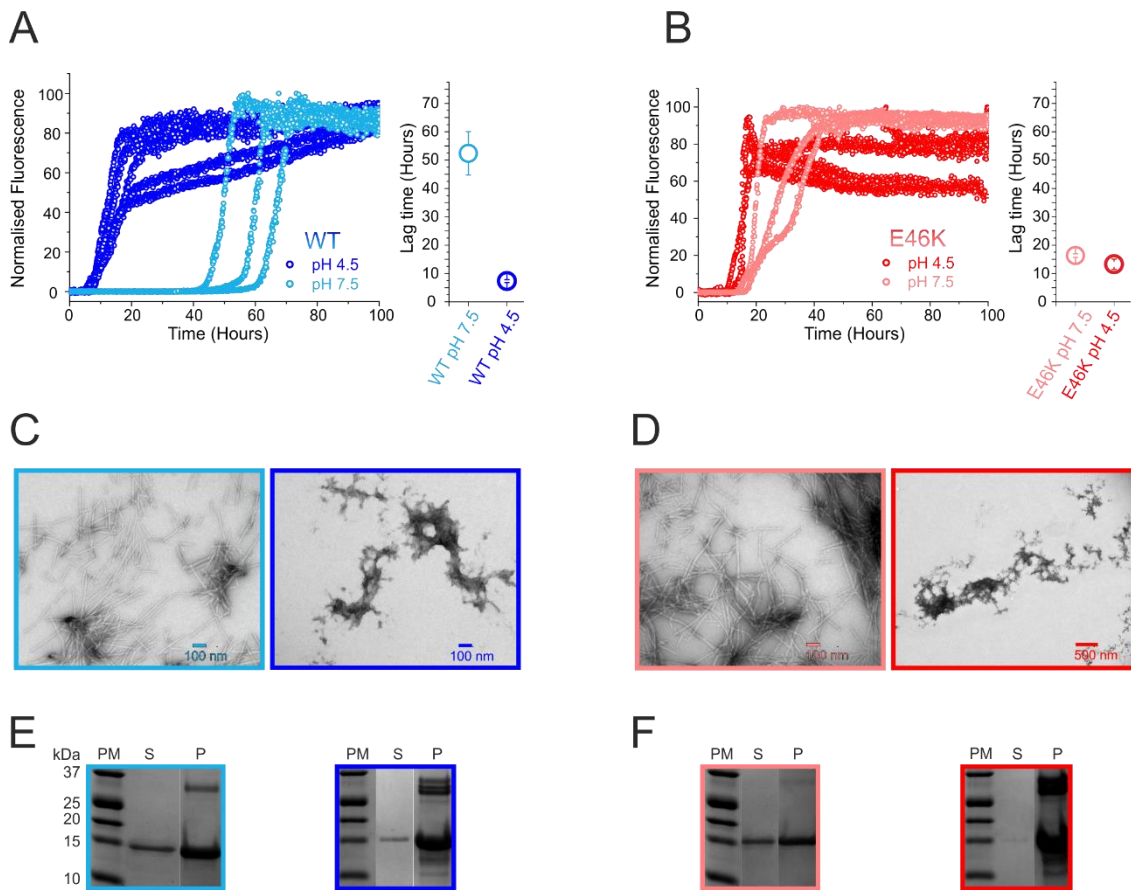 A
Normalised Fluorescence
100
80
60
40
20
0
0 20 40 60 80 100
Time (Hours)
WT
pH 4.5
pH 7.5
Lag time (Hours)
70
60
50
40
30
20
10
0
WT pH 7.5
WT pH 4.5
B
Normalised Fluorescence
100
80
60
40
20
0
0 20 40 60 80 100
Time (Hours)
E46K
pH 4.5
pH 7.5
Lag time (Hours)
70
60
50
40
30
20
10
0
E46K pH 7.5
E46K pH 4.5
C
100 nm
100 nm
D
100 nm
500 nm
E
kDa PM S P
37
25
20
15
10
PM S P
F
PM S P
PM S P